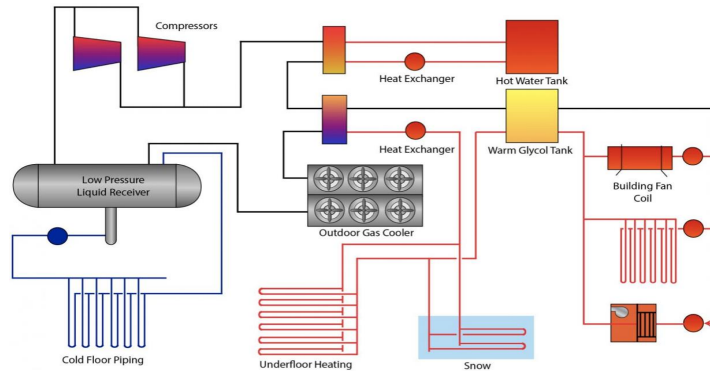 Compressors
Heat Exchanger
Hot Water Tank
Heat Exchanger
Warm Glycol Tank
Low Pressure
Liquid Receiver
Building Fan
Coil
Outdoor Gas Cooler
Cold Floor Piping
Underfloor Heating
Snow